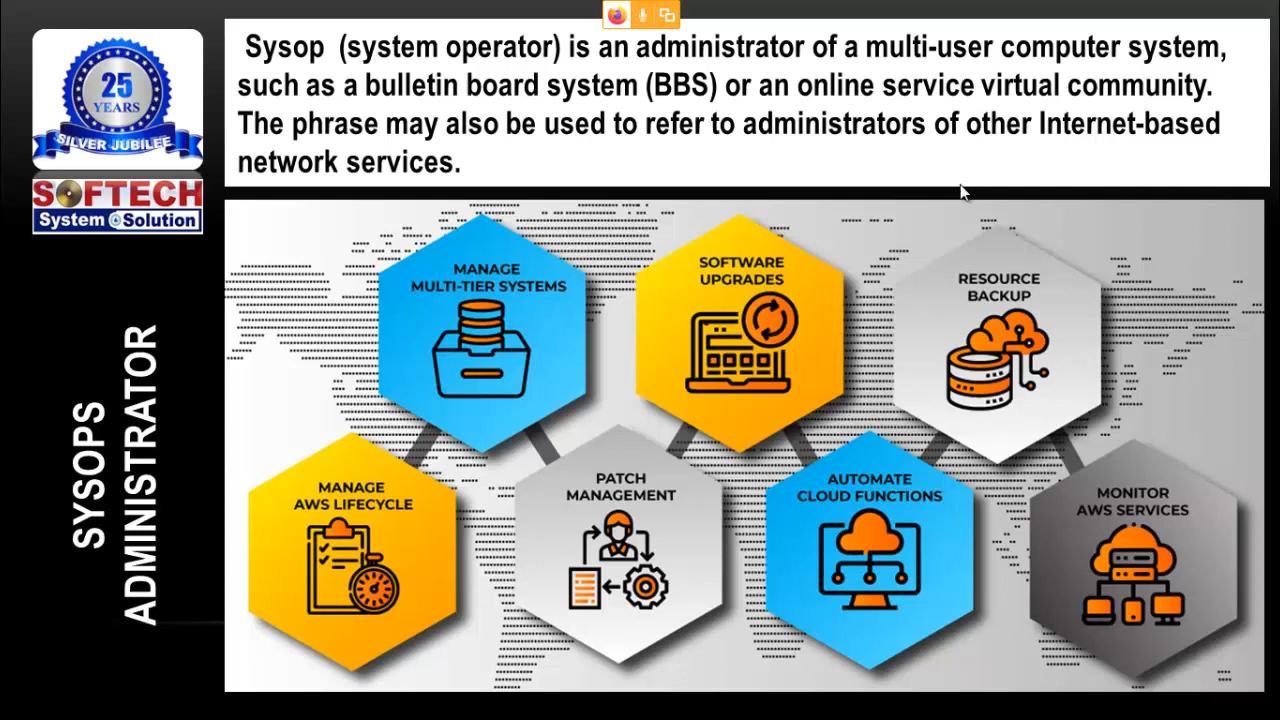 25
YEARS
SILVER JUBILEE
SOFTECH
System Solution
SYSOPS
ADMINISTRATOR
Sysop (system operator) is an administrator of a multi-user computer system,
such as a bulletin board system (BBS) or an online service virtual community.
The phrase may also be used to refer to administrators of other Internet-based
network services.
MANAGE
MULTI-TIER SYSTEMS
SOFTWARE
UPGRADES
RESOURCE
BACKUP
MANAGE
AWS LIFECYCLE
PATCH
MANAGEMENT
AUTOMATE
CLOUD FUNCTIONS
MONITOR
AWS SERVICES